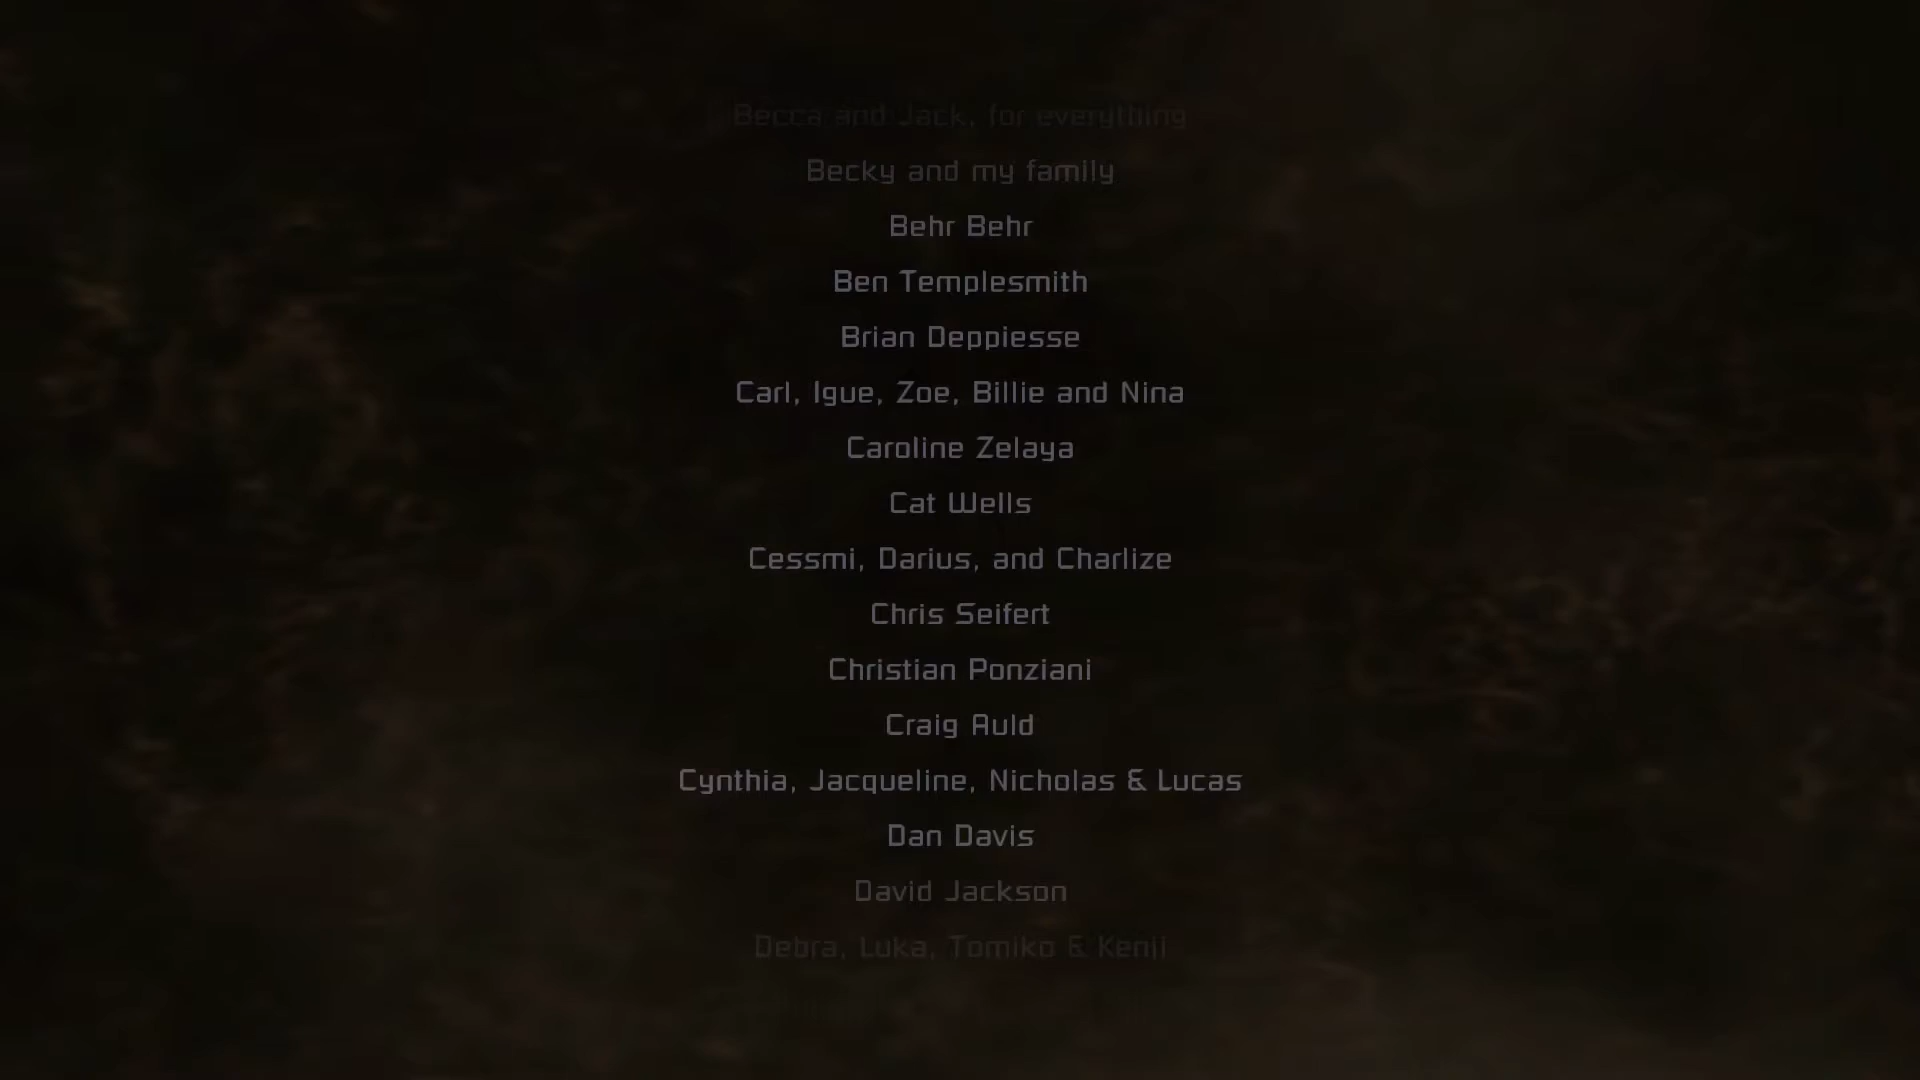 Becca and Jack, for everything
Becky and my family
Behr Behr
Ben Templesmith
Brian Deppiesse
Carl, Igue, Zoe, Billie and Nina
Caroline Zelaya
Cat Wells
Cessmi, Darius, and Charlize
Chris Seifert
Christian Ponziani
Craig Auld
Cynthia, Jacqueline, Nicholas & Lucas
Dan Davis
David Jackson
Debra, Luka, Tomiko & Kenji